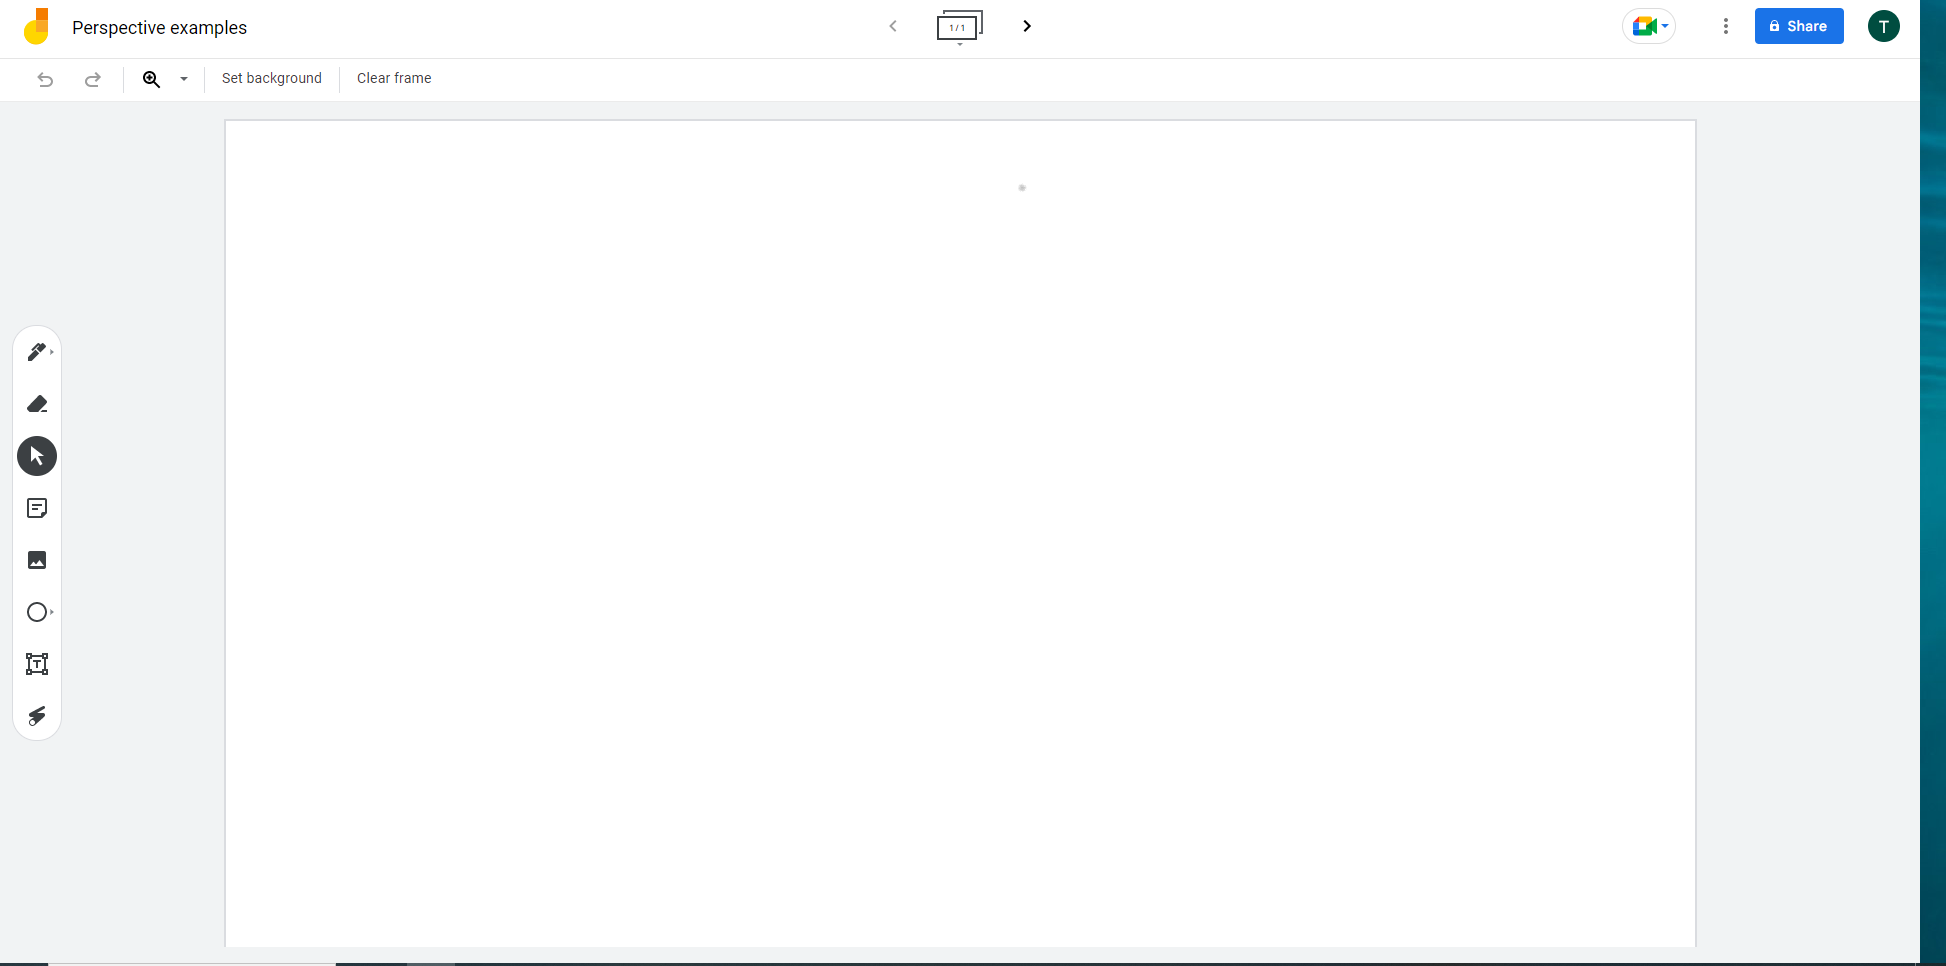 Perspective examples
1 / 1
Share
T
Set background
Clear frame
T